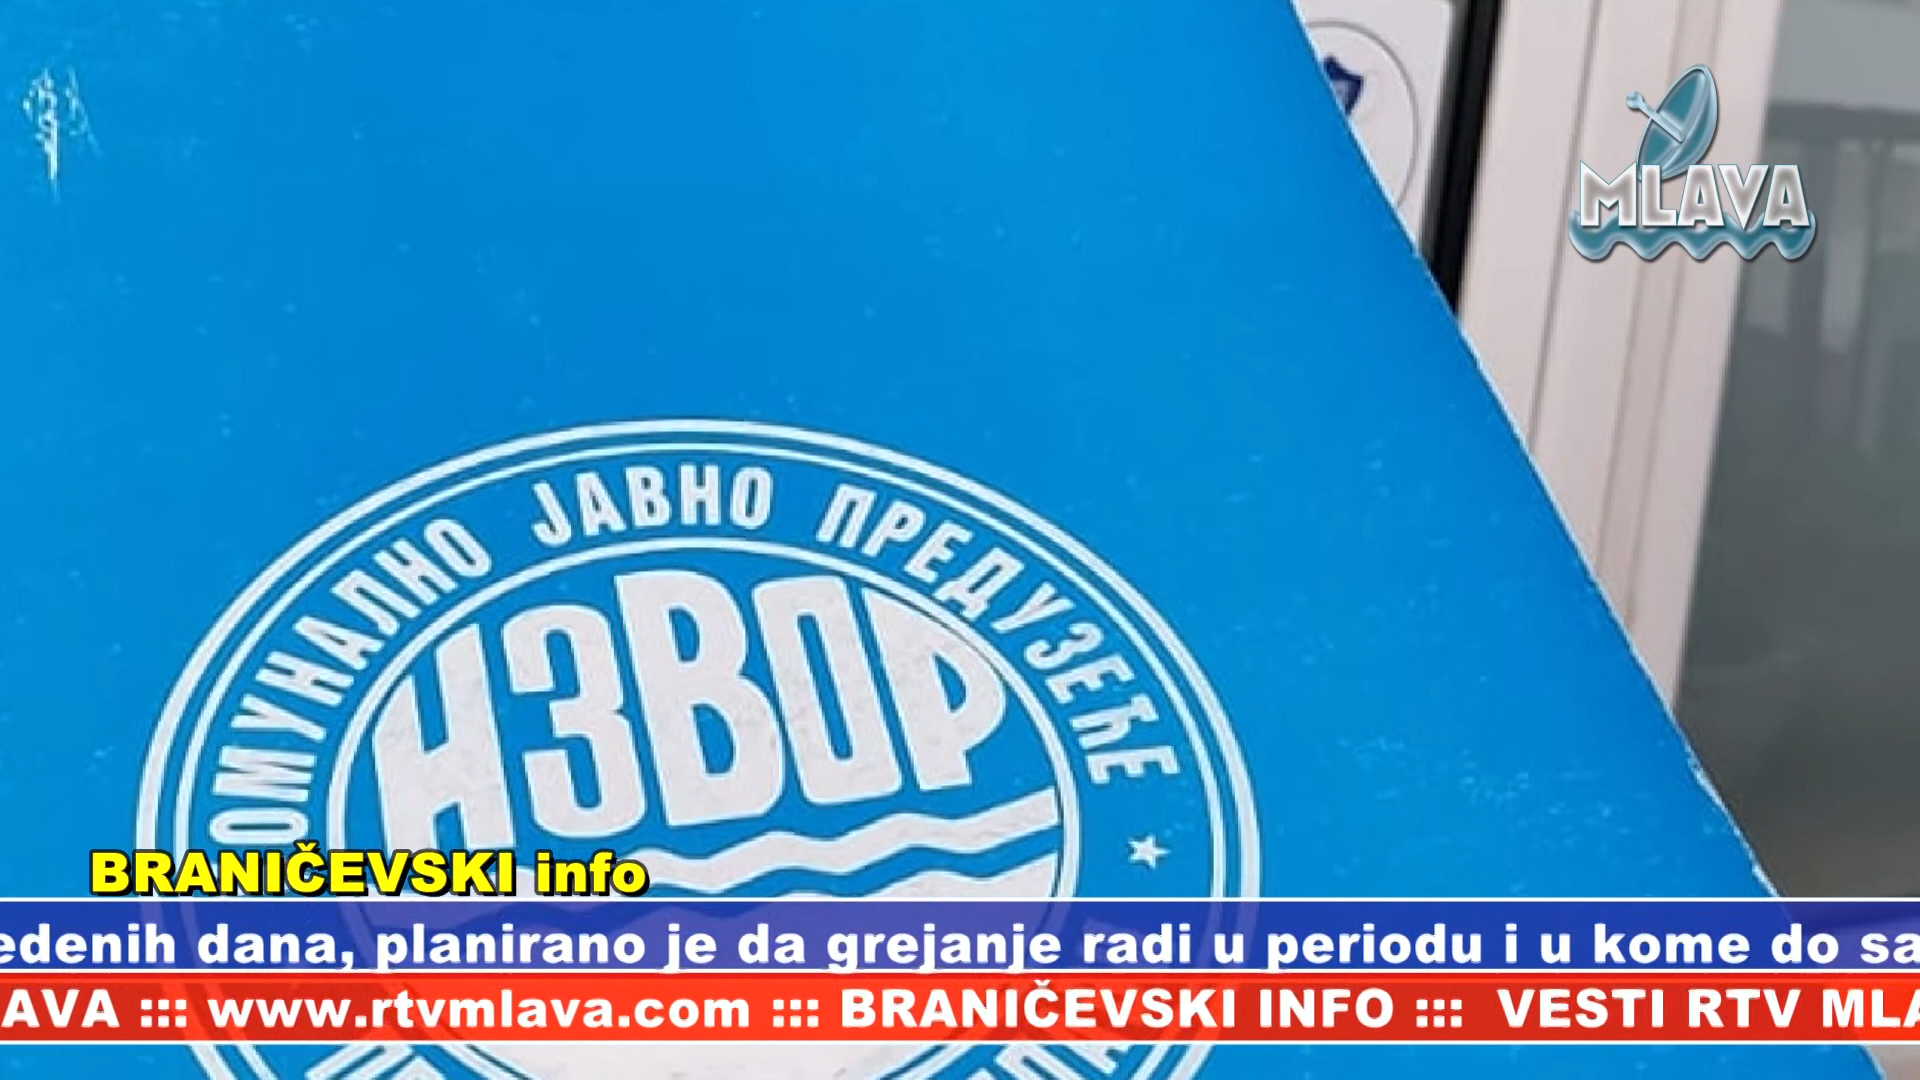 MLAVA
ОМУНАЛНО ЈАВНО ПРЕДУЗЕЋЕ
ИЗВОР
BRANIČEVSKI info
edenih dana, planirano je da grejanje radi u periodu i u kome do sa
AVA ::: www.rtvmlava.com ::: BRANIČEVSKI INFO ::: VESTI RTV MLA